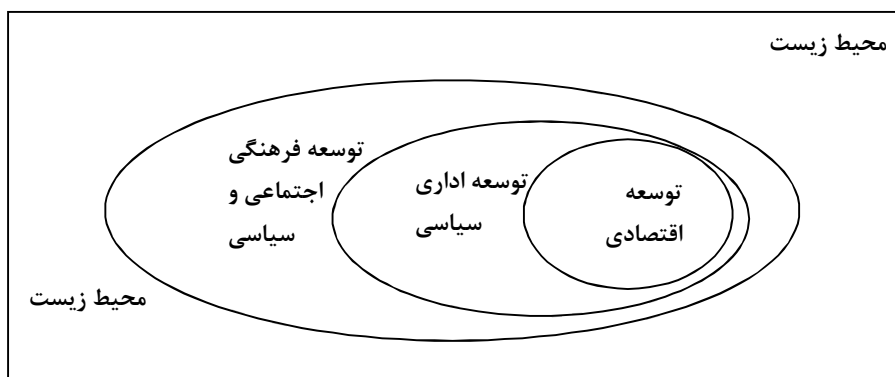 محیط زیست
توسعه فرهنگی
اجتماعی و
سیاسی
توسعه اداری
سیاسی
توسعه
اقتصادی
محیط زیست